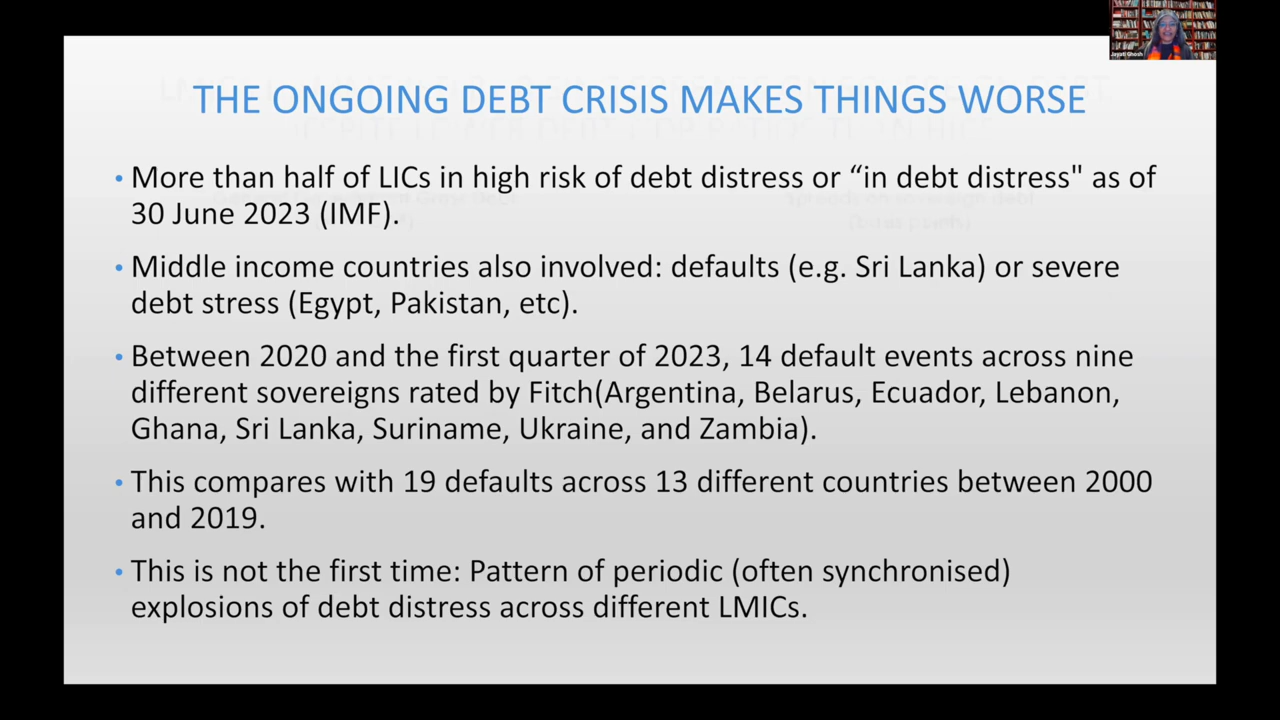 Jayati Ghosh
THE ONGOING DEBT CRISIS MAKES THINGS WORSE
• More than half of LICs in high risk of debt distress or “in debt distress" as of
30 June 2023 (IMF).
• Middle income countries also involved: defaults (e.g. Sri Lanka) or severe
debt stress (Egypt, Pakistan, etc).
• Between 2020 and the first quarter of 2023, 14 default events across nine
different sovereigns rated by Fitch(Argentina, Belarus, Ecuador, Lebanon,
Ghana, Sri Lanka, Suriname, Ukraine, and Zambia).
• This compares with 19 defaults across 13 different countries between 2000
and 2019.
• This is not the first time: Pattern of periodic (often synchronised)
explosions of debt distress across different LMICs.